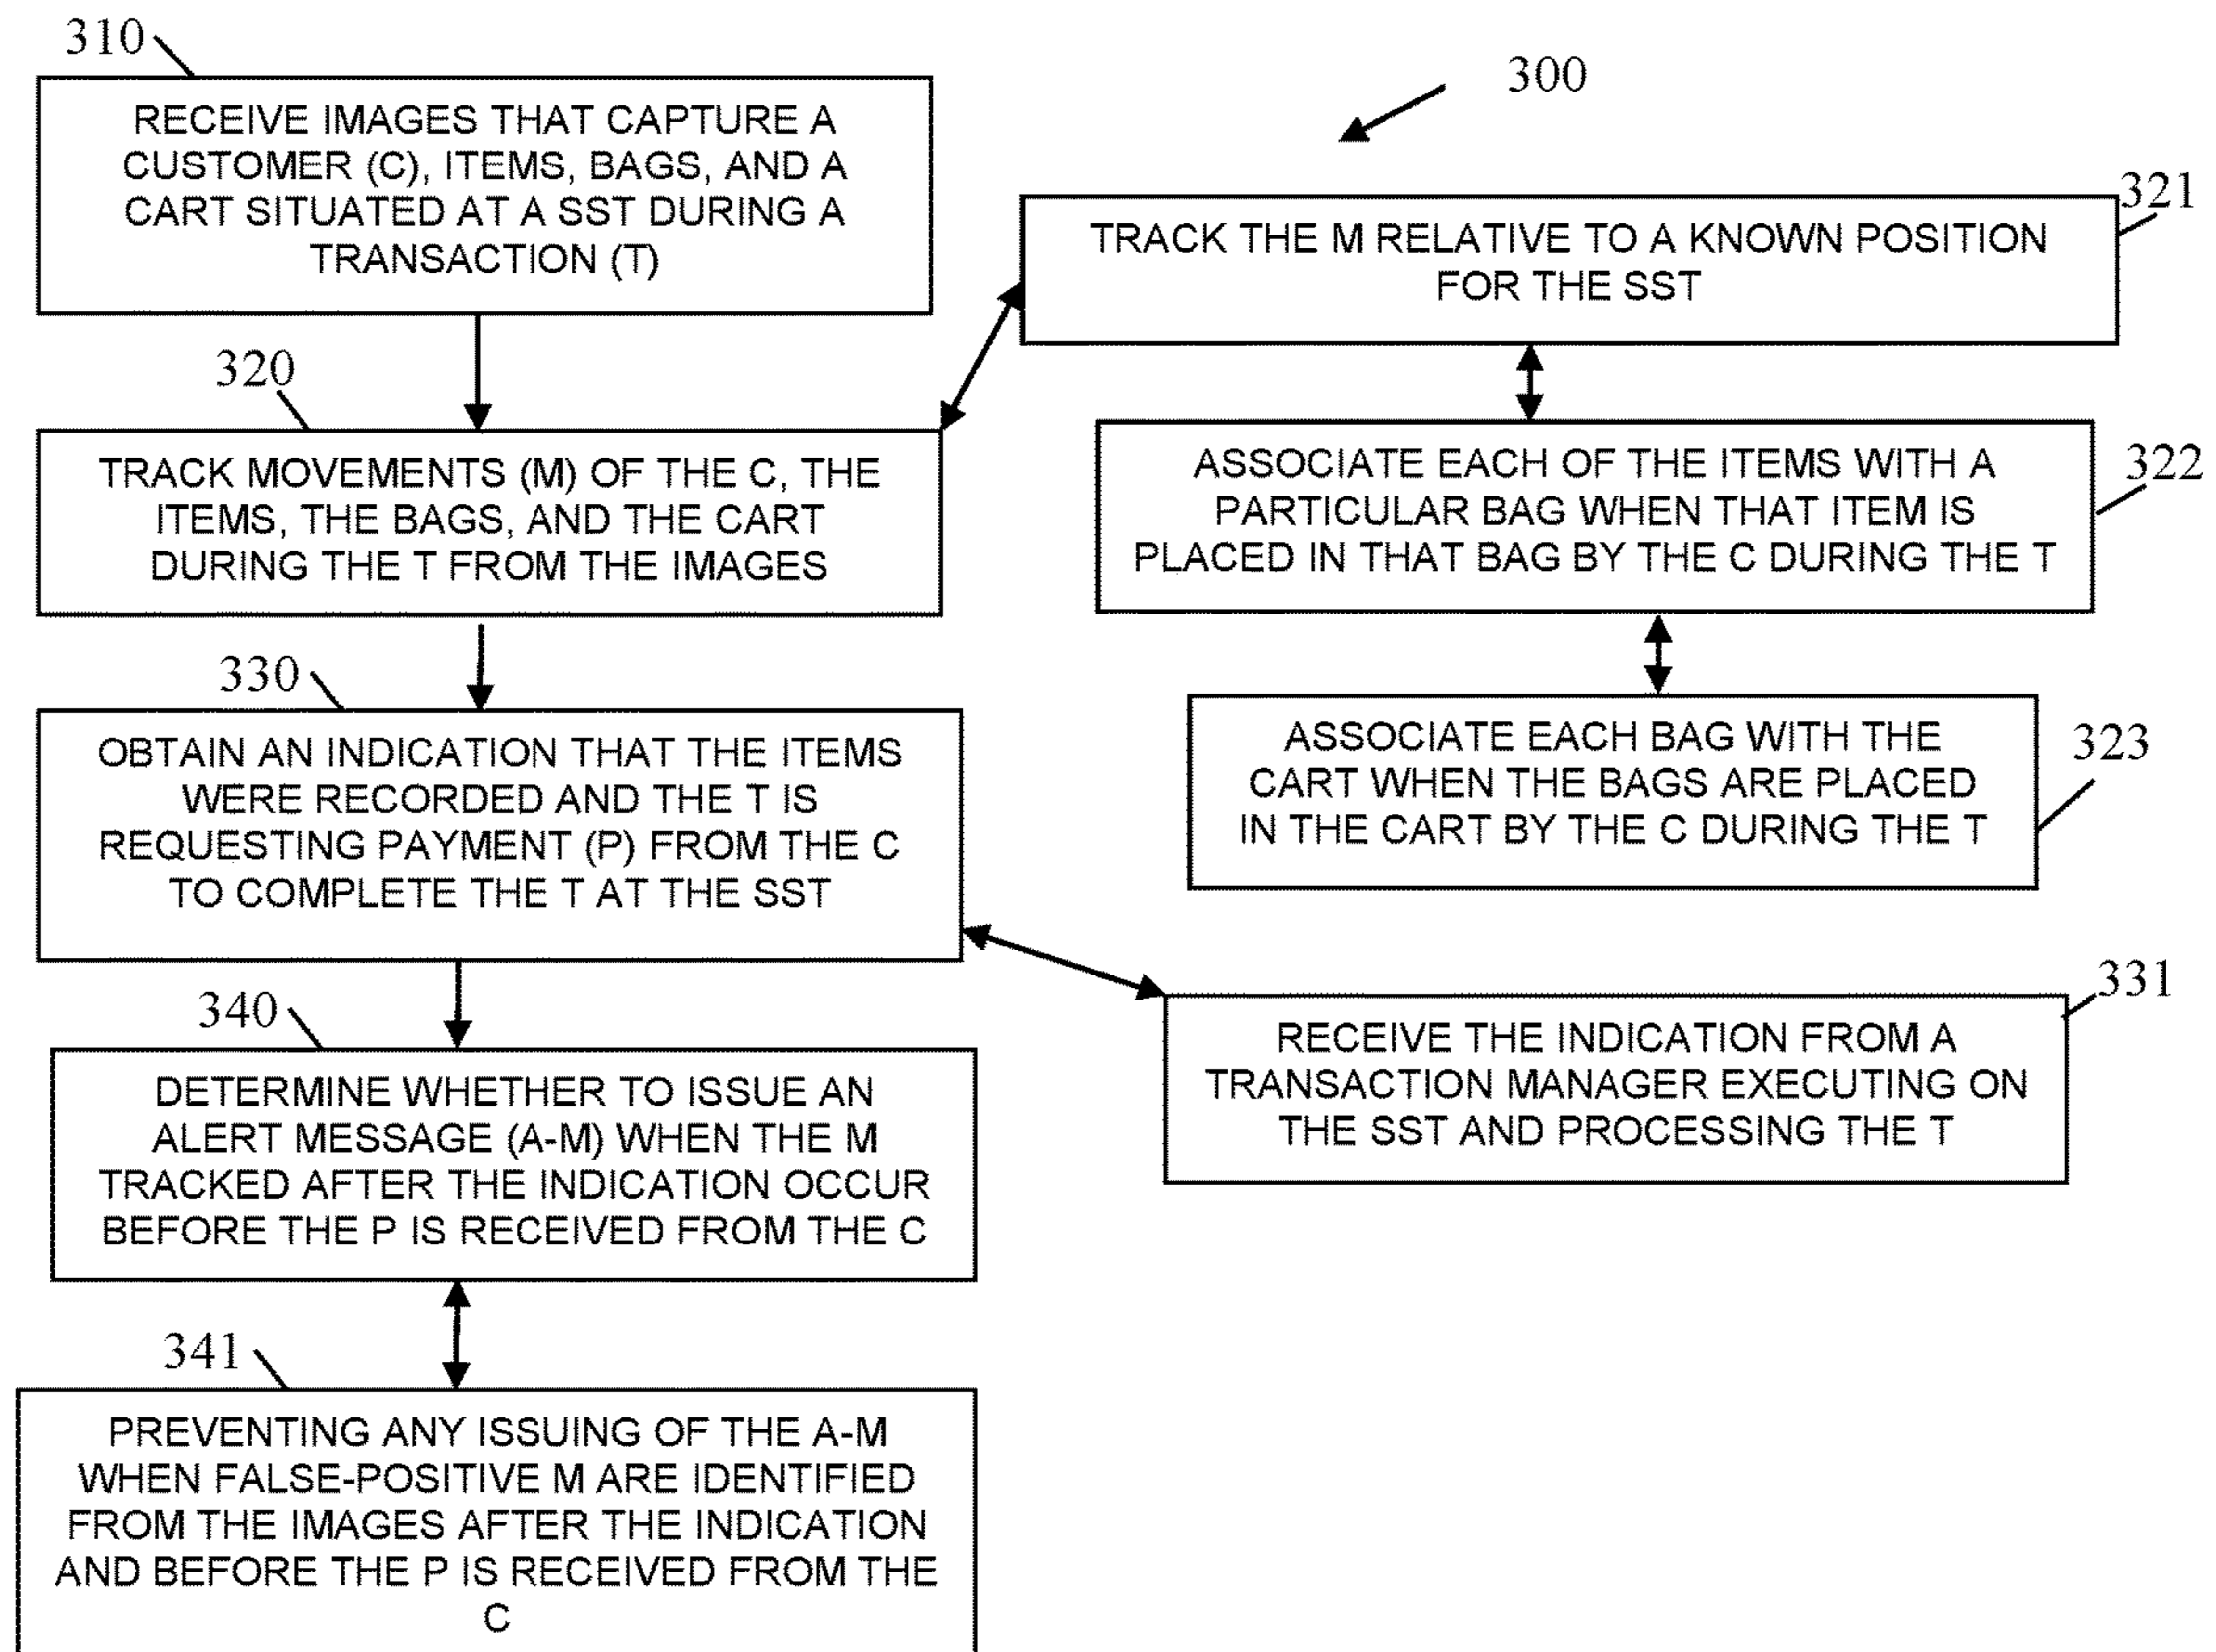 310
RECEIVE IMAGES THAT CAPTURE A
CUSTOMER (C), ITEMS, BAGS, AND A
CART SITUATED AT A SST DURING A
TRANSACTION (T)
300
320
TRACK MOVEMENTS (M) OF THE C, THE
ITEMS, THE BAGS, AND THE CART
DURING THE T FROM THE IMAGES
321
TRACK THE M RELATIVE TO A KNOWN POSITION
FOR THE SST
322
ASSOCIATE EACH OF THE ITEMS WITH A
PARTICULAR BAG WHEN THAT ITEM IS
PLACED IN THAT BAG BY THE C DURING THE T
323
ASSOCIATE EACH BAG WITH THE
CART WHEN THE BAGS ARE PLACED
IN THE CART BY THE C DURING THE T
330
OBTAIN AN INDICATION THAT THE ITEMS
WERE RECORDED AND THE T IS
REQUESTING PAYMENT (P) FROM THE C
TO COMPLETE THE T AT THE SST
331
RECEIVE THE INDICATION FROM A
TRANSACTION MANAGER EXECUTING ON
THE SST AND PROCESSING THE T
340
DETERMINE WHETHER TO ISSUE AN
ALERT MESSAGE (A-M) WHEN THE M
TRACKED AFTER THE INDICATION OCCUR
BEFORE THE P IS RECEIVED FROM THE C
341
PREVENTING ANY ISSUING OF THE A-M
WHEN FALSE-POSITIVE M ARE IDENTIFIED
FROM THE IMAGES AFTER THE INDICATION
AND BEFORE THE P IS RECEIVED FROM THE
C